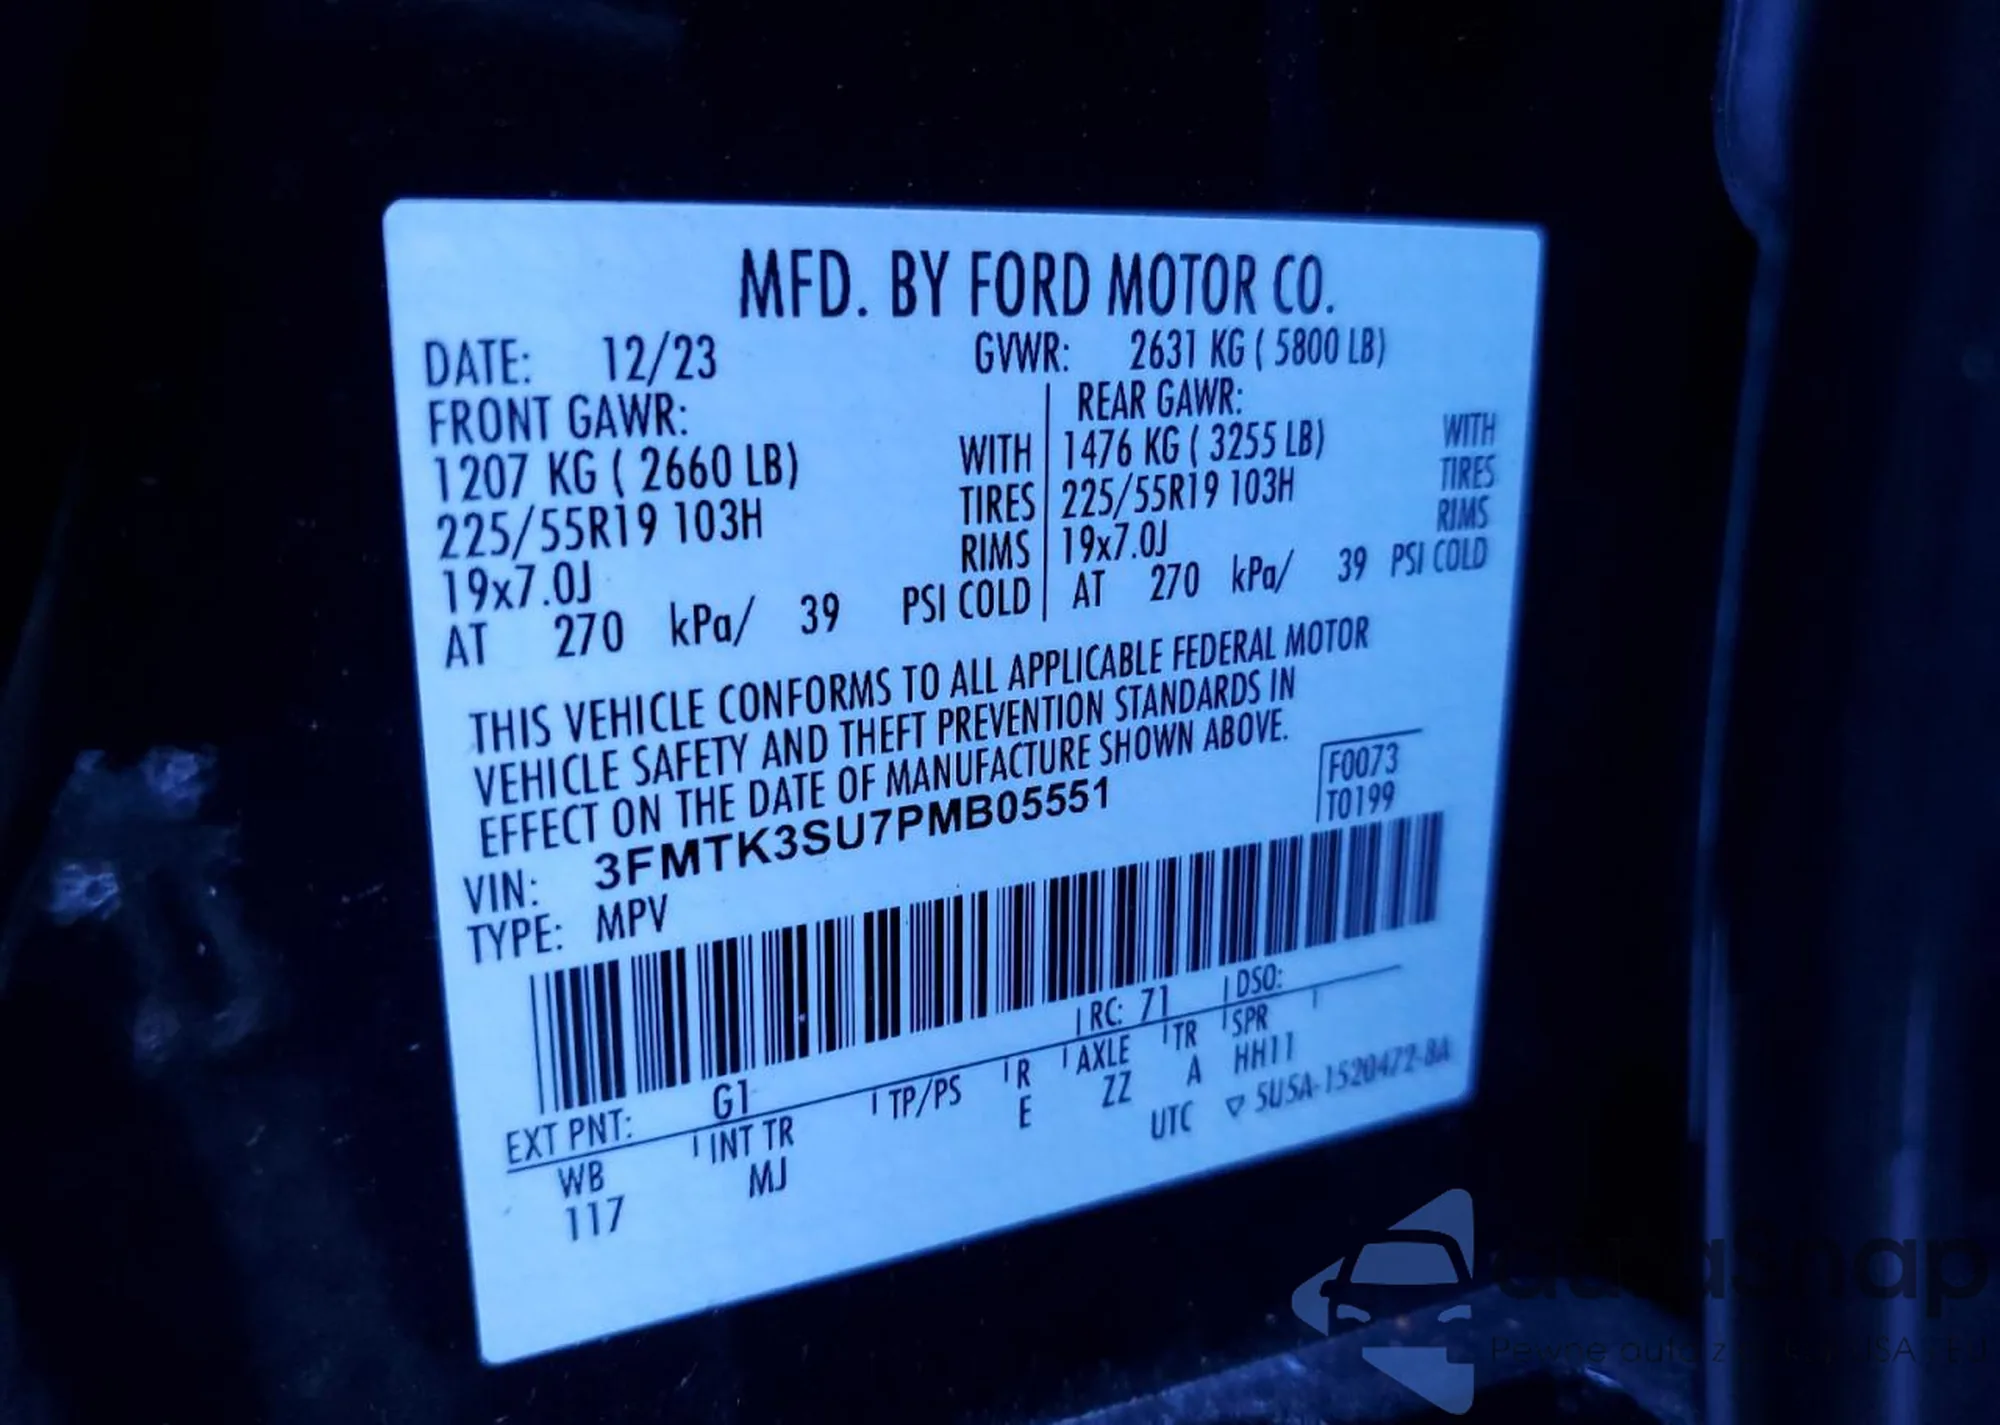 MFD. BY FORD MOTOR CO.
DATE: 12/23 GVWR: 2631 KG ( 5800 LB)
FRONT GAWR: REAR GAWR:
1207 KG ( 2660 LB) WITH 1476 KG ( 3255 LB) WITH
225/55R19 103H TIRES 225/55R19 103H TIRES
19x7.0J RIMS 19x7.0J RIMS
AT 270 kPa/ 39 PSI COLD AT 270 kPa/ 39 PSI COLD
THIS VEHICLE CONFORMS TO ALL APPLICABLE FEDERAL MOTOR
VEHICLE SAFETY AND THEFT PREVENTION STANDARDS IN
EFFECT ON THE DATE OF MANUFACTURE SHOWN ABOVE.
F0073
VIN: 3FMTK3SU7PMB05551 T0199
TYPE: MPV
EXT PNT: G1 RC: 71 DSO:
WB INT TR TP/PS R AXLE TR SPR
117 MJ E ZZ A HH11
UTC ▽ 5U5A-1520472-8A
autasnap